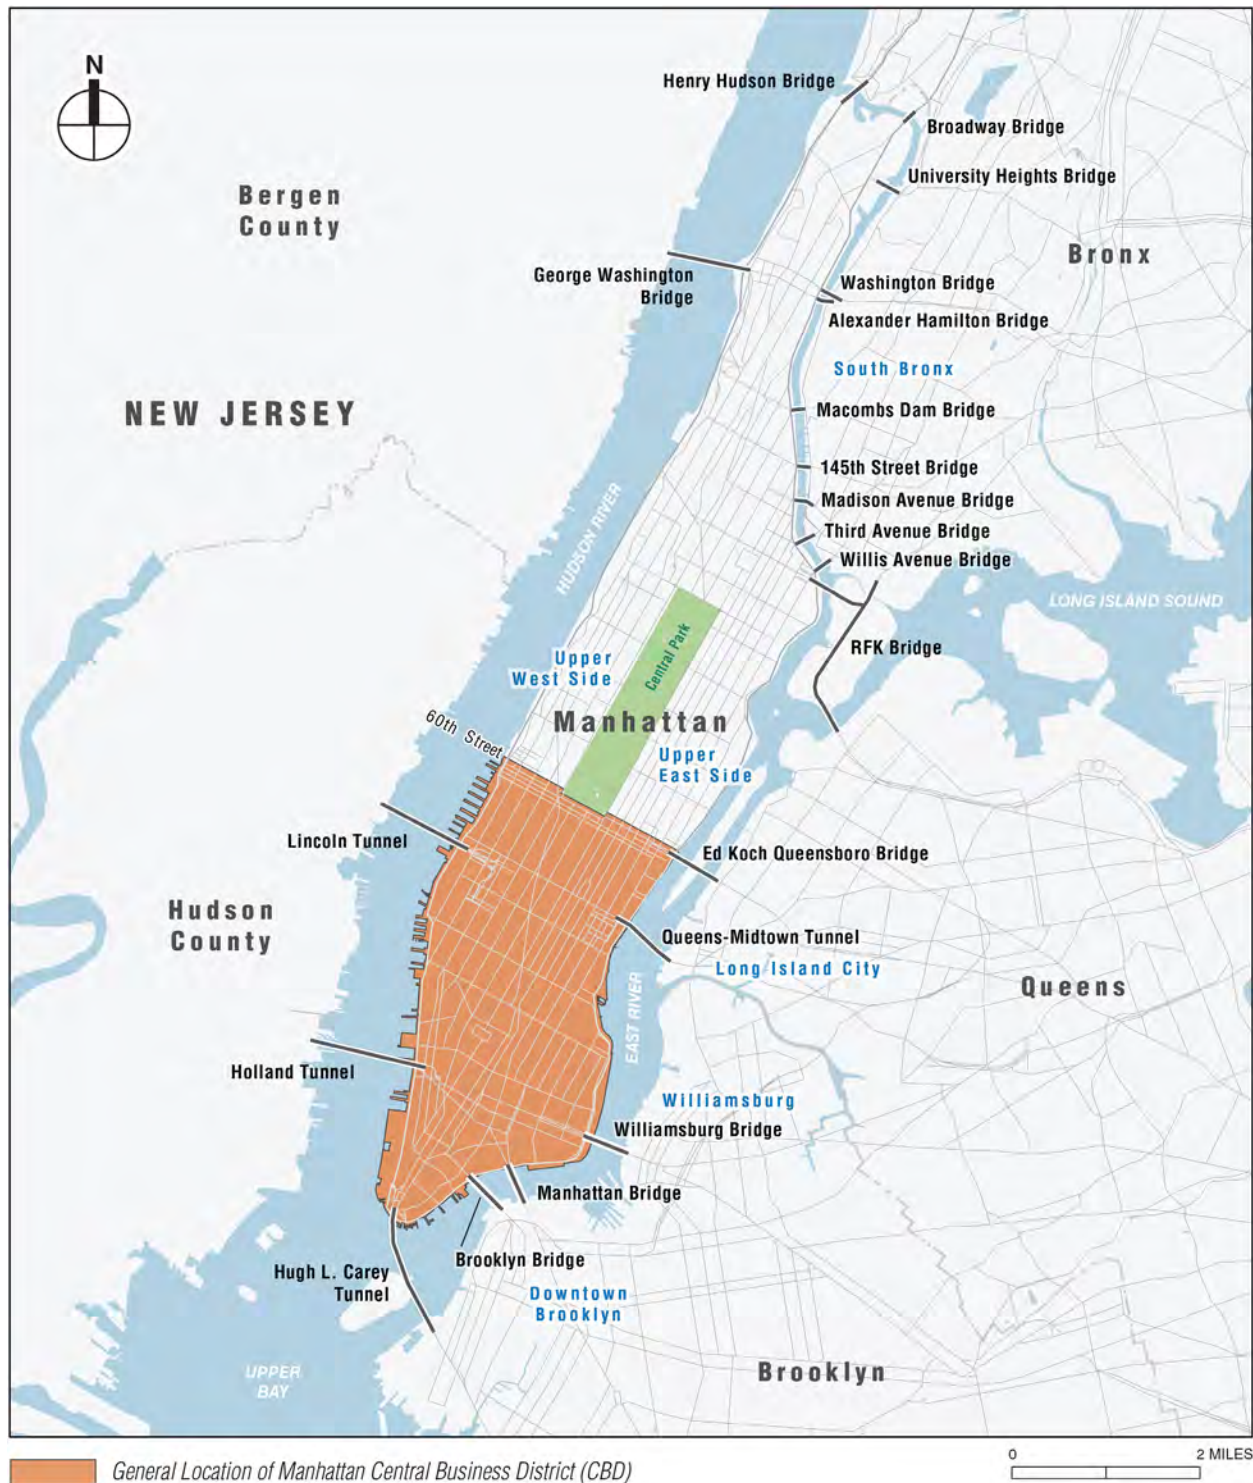 N
Henry Hudson Bridge
Broadway Bridge
University Heights Bridge
Bergen
County
Bronx
George Washington
Bridge
Washington Bridge
Alexander Hamilton Bridge
South Bronx
NEW JERSEY
Macombs Dam Bridge
145th Street Bridge
Madison Avenue Bridge
Third Avenue Bridge
Willis Avenue Bridge
HUDSON RIVER
LONG ISLAND SOUND
RFK Bridge
Central Park
Upper
West Side
Manhattan
60th Street
Upper
East Side
Lincoln Tunnel
Ed Koch Queensboro Bridge
Hudson
County
Queens-Midtown Tunnel
Long Island City
Queens
EAST RIVER
Holland Tunnel
Williamsburg
Williamsburg Bridge
Manhattan Bridge
Brooklyn Bridge
Hugh L. Carey
Tunnel
Downtown
Brooklyn
UPPER
BAY
Brooklyn
General Location of Manhattan Central Business District (CBD)
0 2 MILES